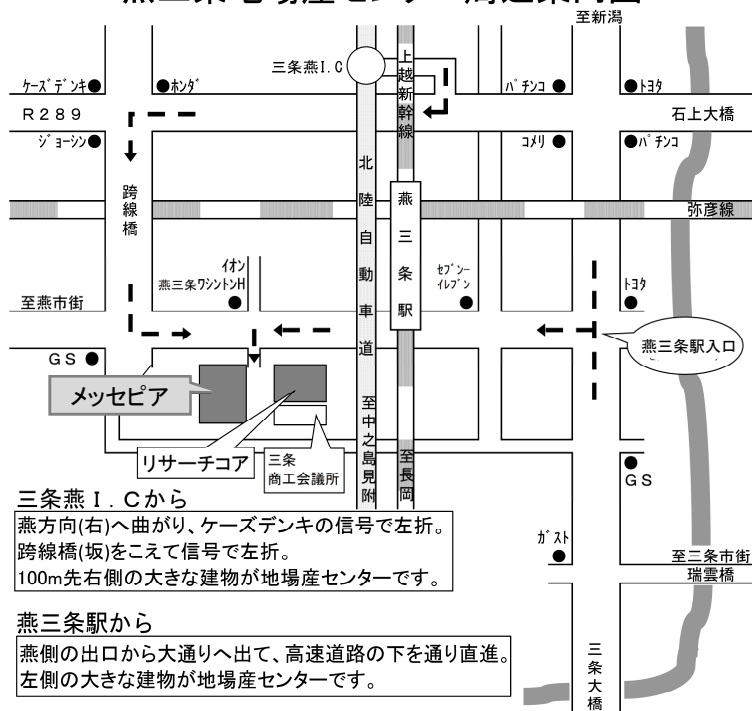 燕三条地場産センター周辺案内図
至新潟
三条燕I.C
上越新幹線
ケーズデンキ
ホンダ
パチンコ
トヨタ
R289
石上大橋
ジョーシン
コメリ
パチンコ
北陸自動車道
跨線橋
燕三条駅
弥彦線
イオン
燕三条ワシントンH
セブンー
イレブン
トヨタ
至燕市街
燕三条駅入口
GS
メッセピア
リサーチコア
三条
商工会議所
至中之島見附
至長岡
GS
三条燕I.Cから
燕方向(右)へ曲がり、ケーズデンキの信号で左折。
跨線橋(坂)をこえて信号で左折。
100m先右側の大きな建物が地場産センターです。
ガスト
至三条市街
瑞雲橋
燕三条駅から
燕側の出口から大通りへ出て、高速道路の下を通り直進。
左側の大きな建物が地場産センターです。
三条大橋